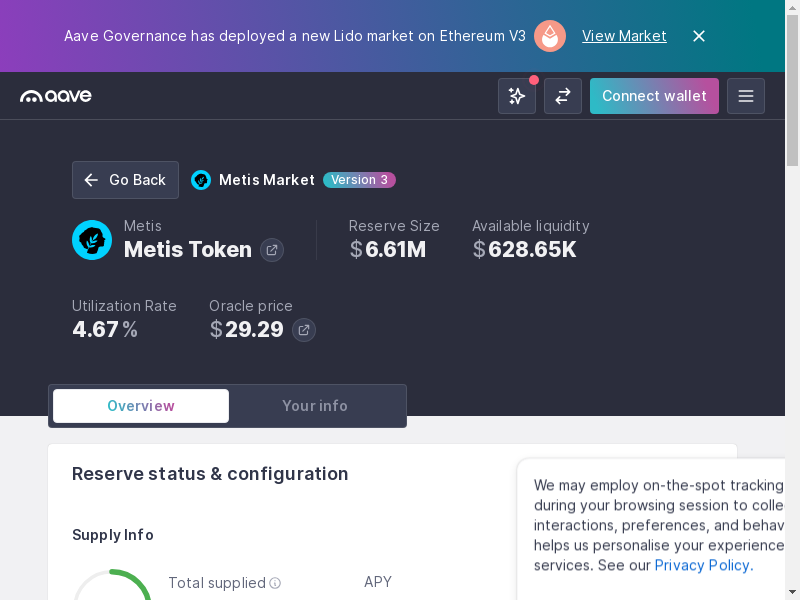 Aave Governance has deployed a new Lido market on Ethereum V3 View Market
aave Connect wallet
Go Back Metis Market Version 3
Metis
Metis Token
Reserve Size
$6.61M
Available liquidity
$628.65K
Utilization Rate
4.67%
Oracle price
$29.29
Overview Your info
Reserve status & configuration
Supply Info
Total supplied APY
We may employ on-the-spot tracking
during your browsing session to colle
interactions, preferences, and behav
helps us personalise your experience
services. See our Privacy Policy.